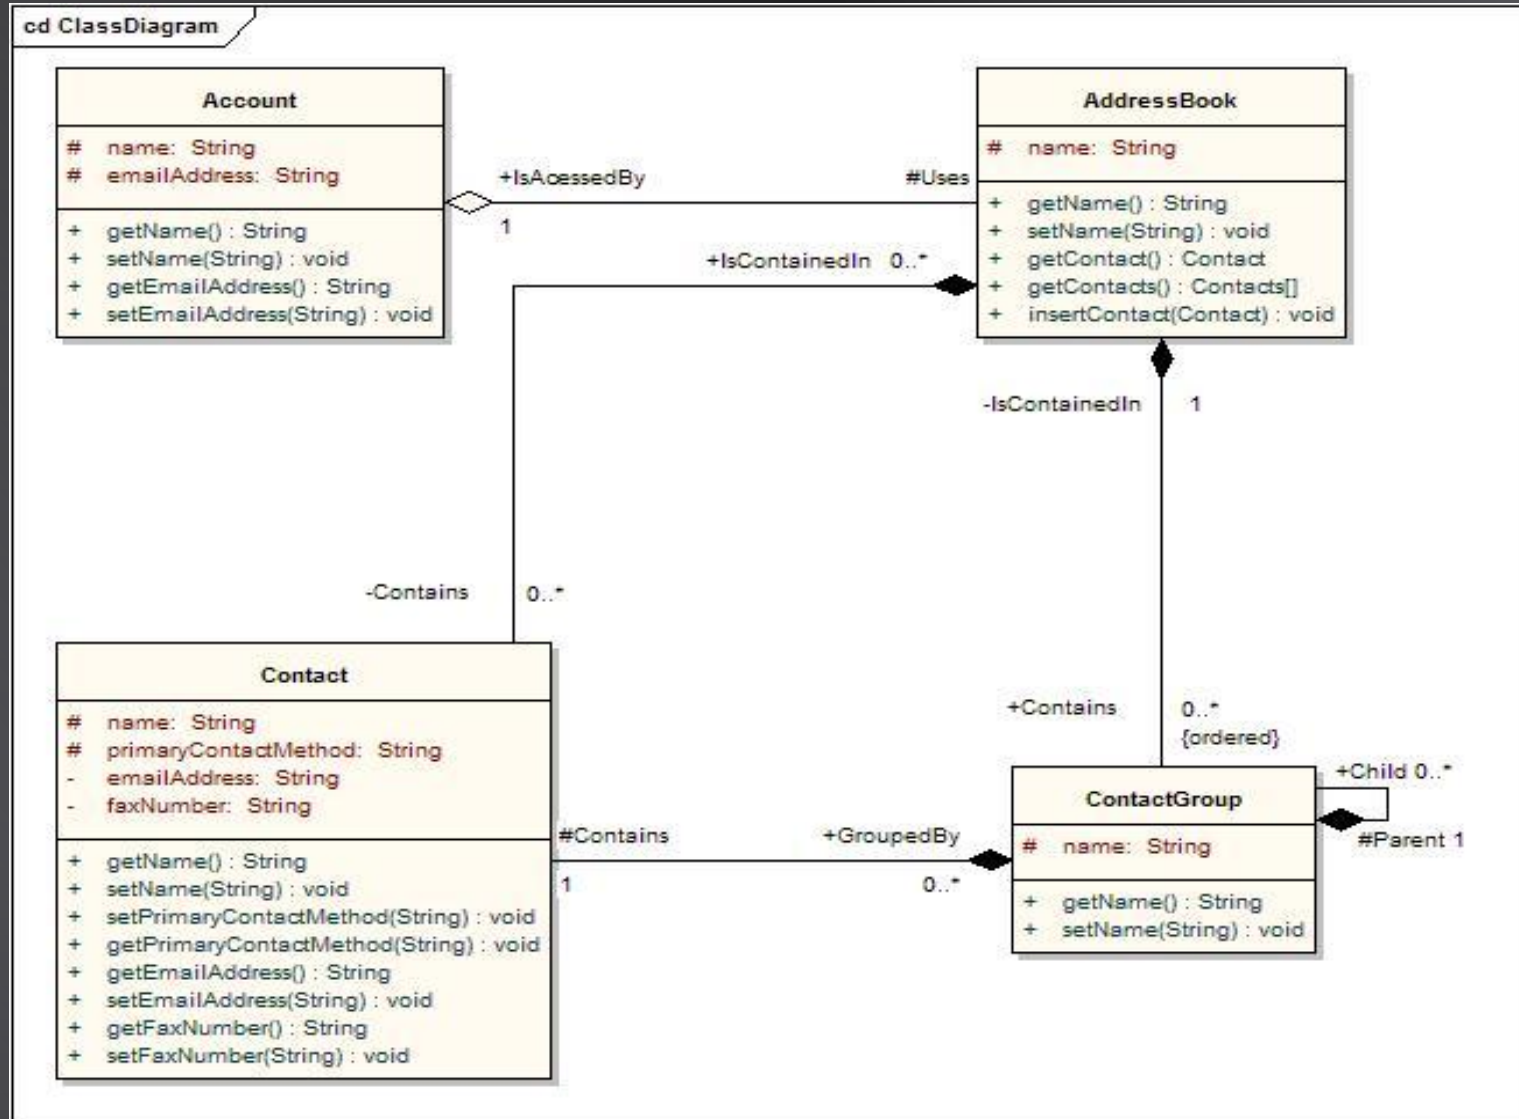 cd ClassDiagram
Account
# name: String
# emailAddress: String
+ getName() : String
+ setName(String) : void
+ getEmailAddress() : String
+ setEmailAddress(String) : void
+IsAcessedBy
1
#Uses
AddressBook
# name: String
+ getName() : String
+ setName(String) : void
+ getContact() : Contact
+ getContacts() : Contacts[]
+ insertContact(Contact) : void
+IsContainedIn 0..*
-IsContainedIn 1
-Contains 0..*
+Contains 0..*
{ordered}
Contact
# name: String
# primaryContactMethod: String
- emailAddress: String
- faxNumber: String
+ getName() : String
+ setName(String) : void
+ setPrimaryContactMethod(String) : void
+ getPrimaryContactMethod(String) : void
+ getEmailAddress() : String
+ setEmailAddress(String) : void
+ getFaxNumber() : String
+ setFaxNumber(String) : void
#Contains
1
+GroupedBy
0..*
ContactGroup
# name: String
+ getName() : String
+ setName(String) : void
+Child 0..*
#Parent 1